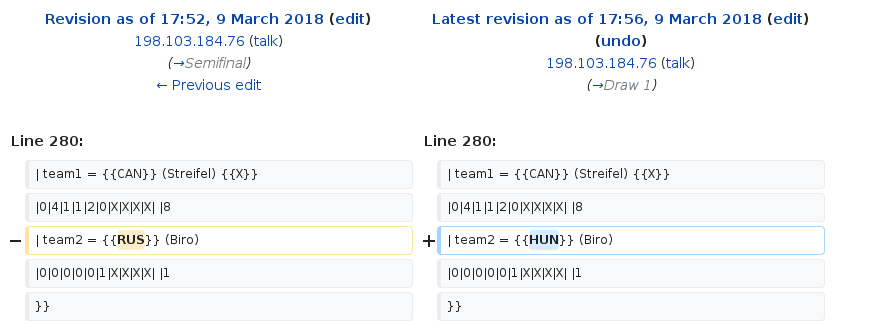 Revision as of 17:52, 9 March 2018 (edit)
198.103.184.76 (talk)
(→Semifinal)
← Previous edit
Latest revision as of 17:56, 9 March 2018 (edit)
(undo)
198.103.184.76 (talk)
(→Draw 1)
Line 280:
| team1 = {{CAN}} (Streifel) {{X}}
|0|4|1|1|2|0|X|X|X|X| |8
− | team2 = {{RUS}} (Biro)
|0|0|0|0|0|1|X|X|X|X| |1
}}
Line 280:
| team1 = {{CAN}} (Streifel) {{X}}
|0|4|1|1|2|0|X|X|X|X| |8
+ | team2 = {{HUN}} (Biro)
|0|0|0|0|0|1|X|X|X|X| |1
}}